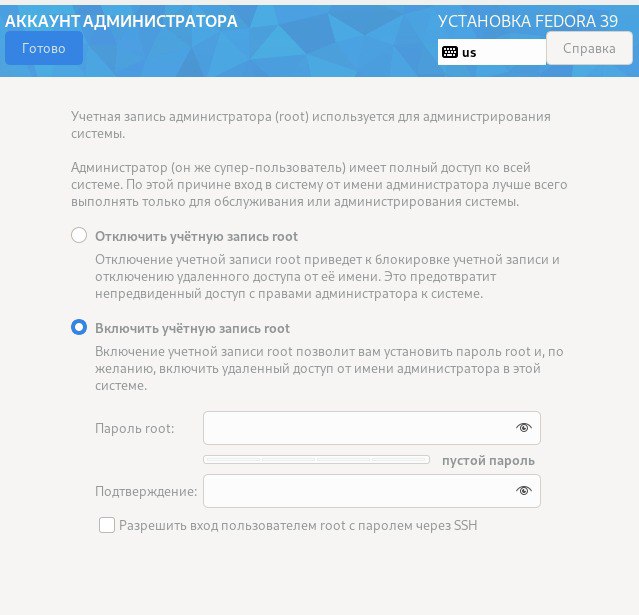 АККАУНТ АДМИНИСТРАТОРА
УСТАНОВКА FEDORA 39
Готово
us
Справка
Учетная запись администратора (root) используется для администрирования
системы.
Администратор (он же супер-пользователь) имеет полный доступ ко всей
системе. По этой причине вход в систему от имени администратора лучше всего
выполнять только для обслуживания или администрирования системы.
Отключить учётную запись root
Отключение учетной записи root приведет к блокировке учетной записи и
отключению удаленного доступа от её имени. Это предотвратит
непредвиденный доступ с правами администратора к системе.
Включить учётную запись root
Включение учетной записи root позволит вам установить пароль root и, по
желанию, включить удаленный доступ от имени администратора в этой
системе.
Пароль root:
пустой пароль
Подтверждение:
Разрешить вход пользователем root с паролем через SSH